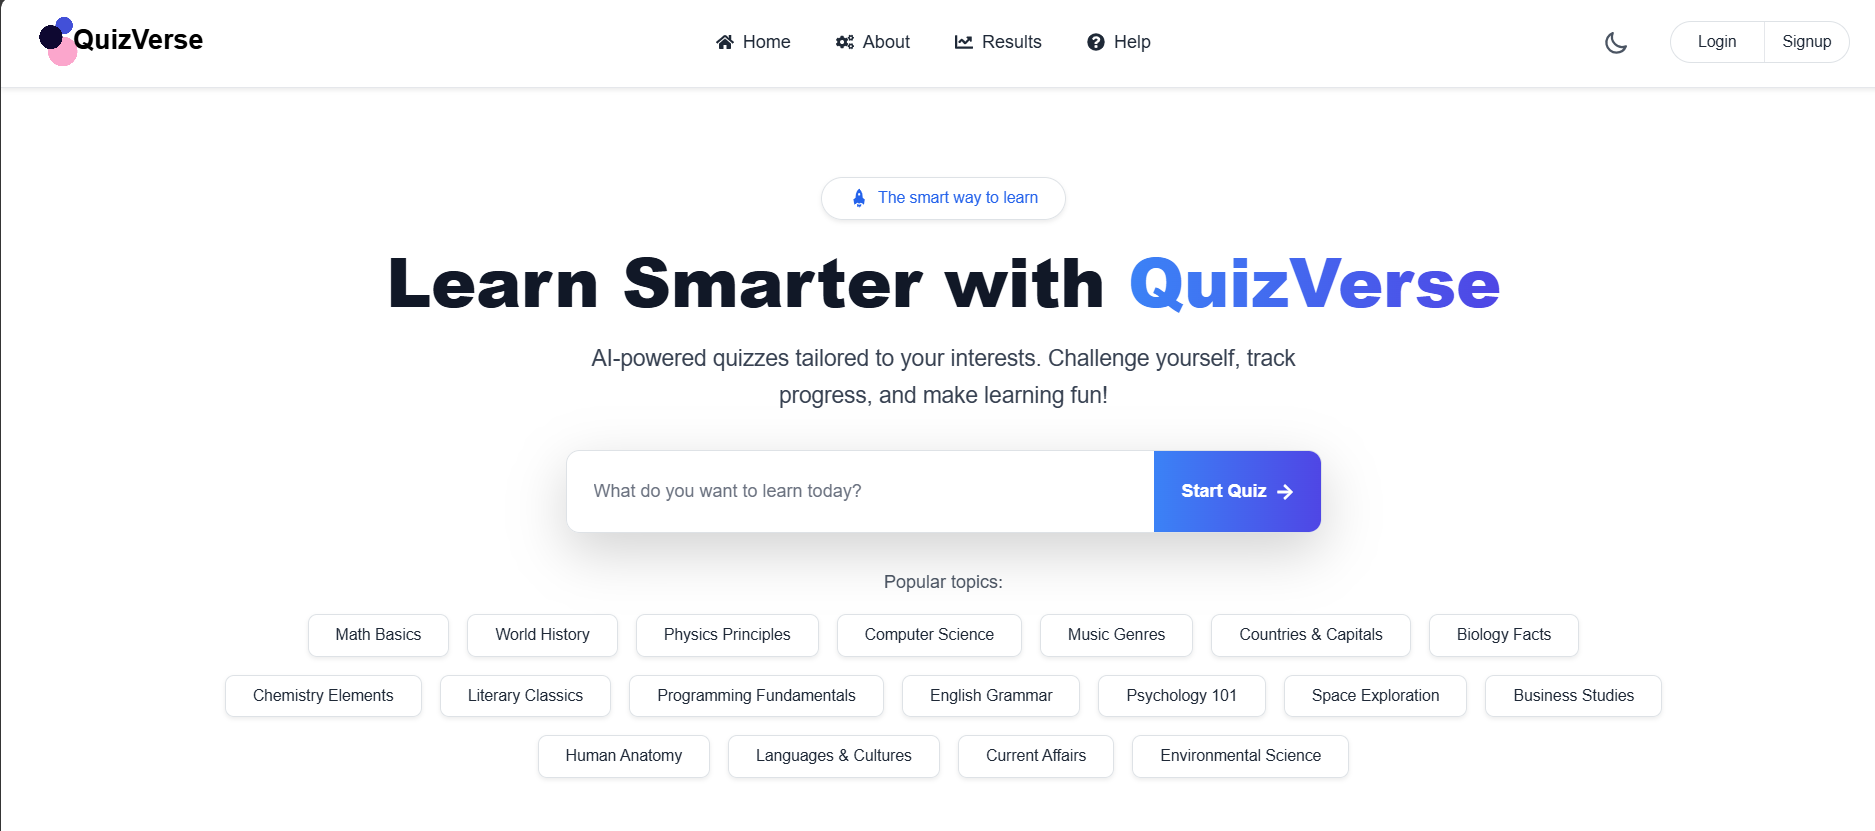 QuizVerse Home About Results Help Login Signup
The smart way to learn
Learn Smarter with QuizVerse
AI-powered quizzes tailored to your interests. Challenge yourself, track
progress, and make learning fun!
What do you want to learn today? Start Quiz
Popular topics:
Math Basics World History Physics Principles Computer Science Music Genres Countries & Capitals Biology Facts
Chemistry Elements Literary Classics Programming Fundamentals English Grammar Psychology 101 Space Exploration Business Studies
Human Anatomy Languages & Cultures Current Affairs Environmental Science